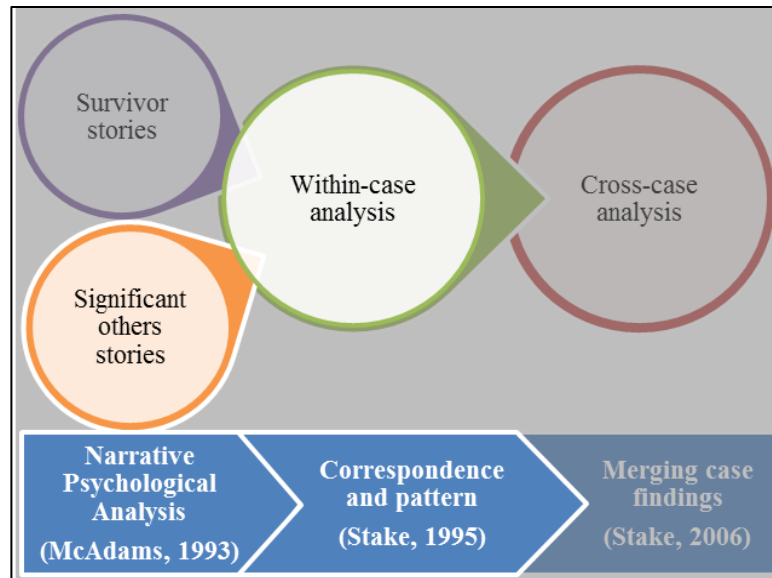 Survivor
stories
Within-case
analysis
Cross-case
analysis
Significant
others
stories
Narrative
Psychological
Analysis
(McAdams, 1993)
Correspondence
and pattern
(Stake, 1995)
Merging case
findings
(Stake, 2006)